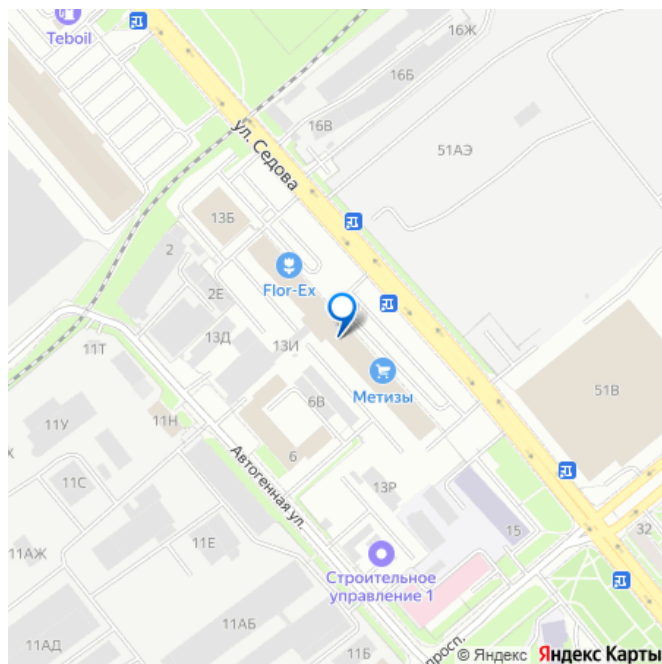 Teboil
16Ж
16Б
16В
ул. Седова
51АЭ
13Б
2
Flor-Ex
2Е
13Д
13И
11Т
Метизы
51В
6В
11У
11Н
6
Автогенная ул.
11С
13Р
15
32
11Е
11АЖ
Строительное
управление 1
11АБ
11АД
11Б
просп.
© Яндекс Яндекс Карты